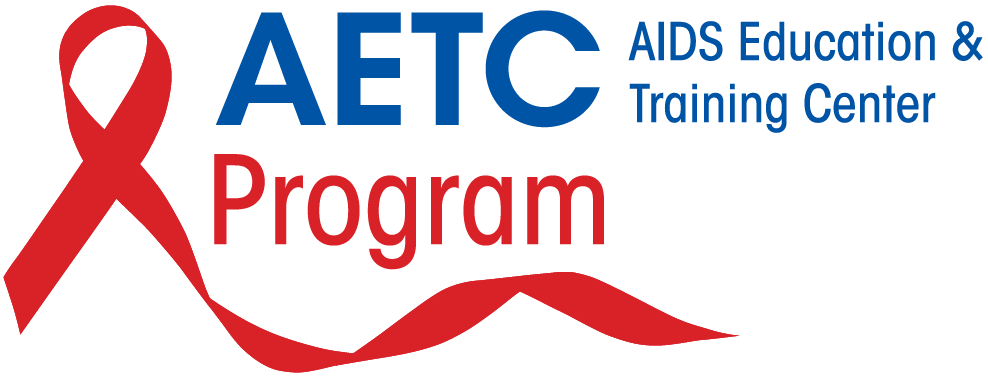 AETC
Program
AIDS Education &
Training Center